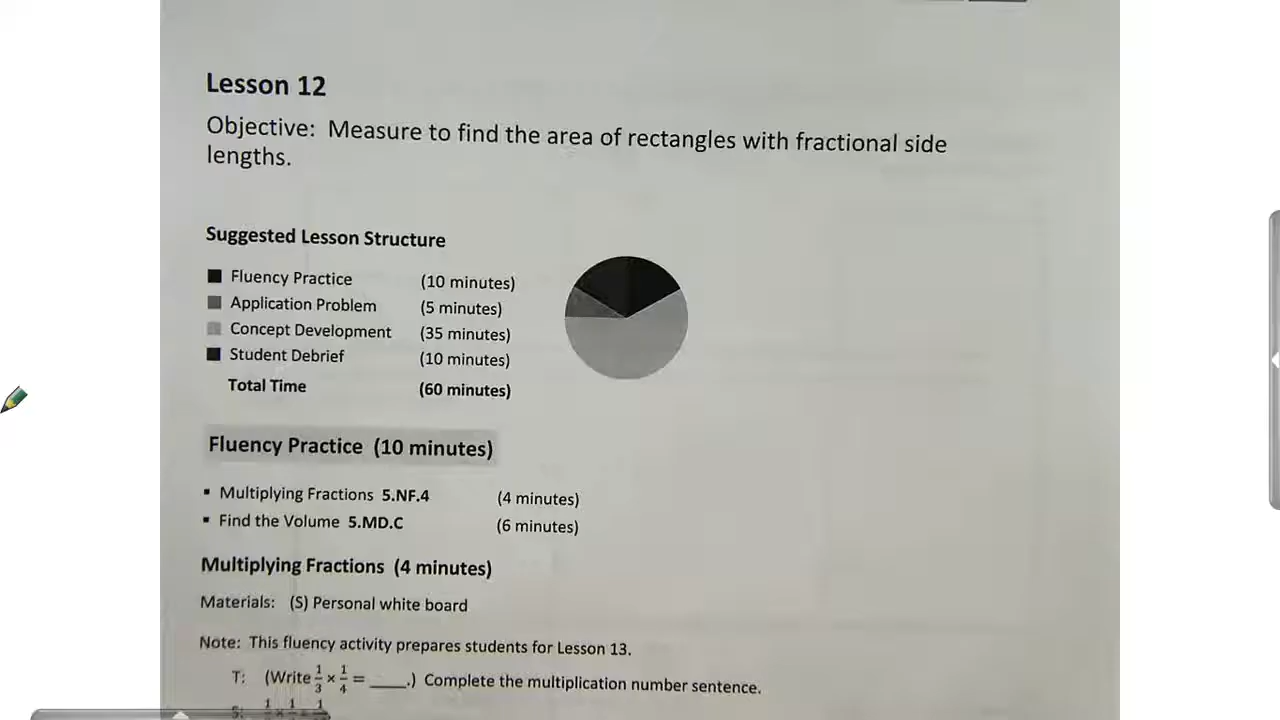 Lesson 12
Objective: Measure to find the area of rectangles with fractional side
lengths.
Suggested Lesson Structure
Fluency Practice (10 minutes)
Application Problem (5 minutes)
Concept Development (35 minutes)
Student Debrief (10 minutes)
Total Time (60 minutes)
Fluency Practice (10 minutes)
▪ Multiplying Fractions 5.NF.4 (4 minutes)
▪ Find the Volume 5.MD.C (6 minutes)
Multiplying Fractions (4 minutes)
Materials: (S) Personal white board
Note: This fluency activity prepares students for Lesson 13.
T: (Write 1/3 × 1/4 = ____.) Complete the multiplication number sentence.